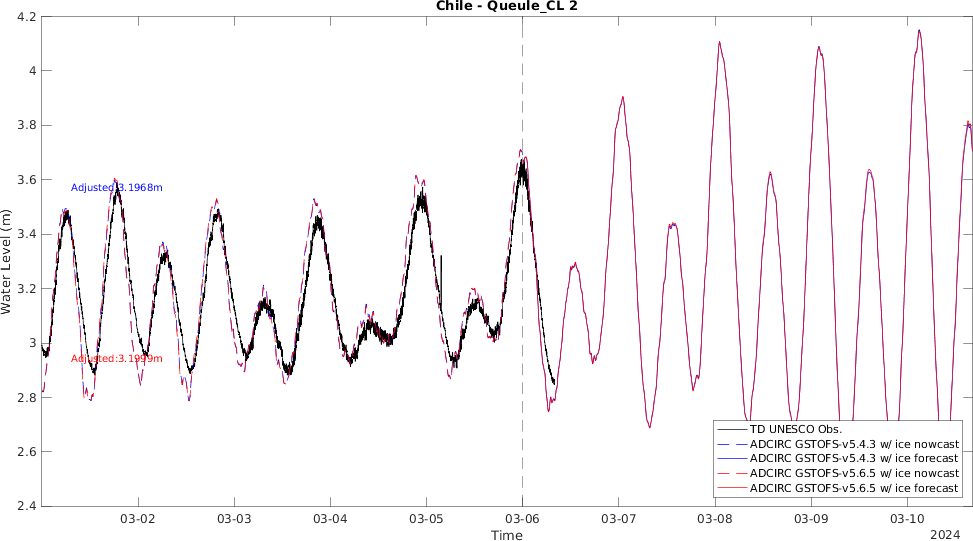 Chile - Queule_CL 2
Water Level (m)
4.2
4
3.8
3.6
3.4
3.2
3
2.8
2.6
2.4
Adjusted:3.1968m
Adjusted:3.1999m
TD UNESCO Obs.
ADCIRC GSTOFS-v5.4.3 w/ ice nowcast
ADCIRC GSTOFS-v5.4.3 w/ ice forecast
ADCIRC GSTOFS-v5.6.5 w/ ice nowcast
ADCIRC GSTOFS-v5.6.5 w/ ice forecast
03-02 03-03 03-04 03-05 03-06 03-07 03-08 03-09 03-10
Time
2024